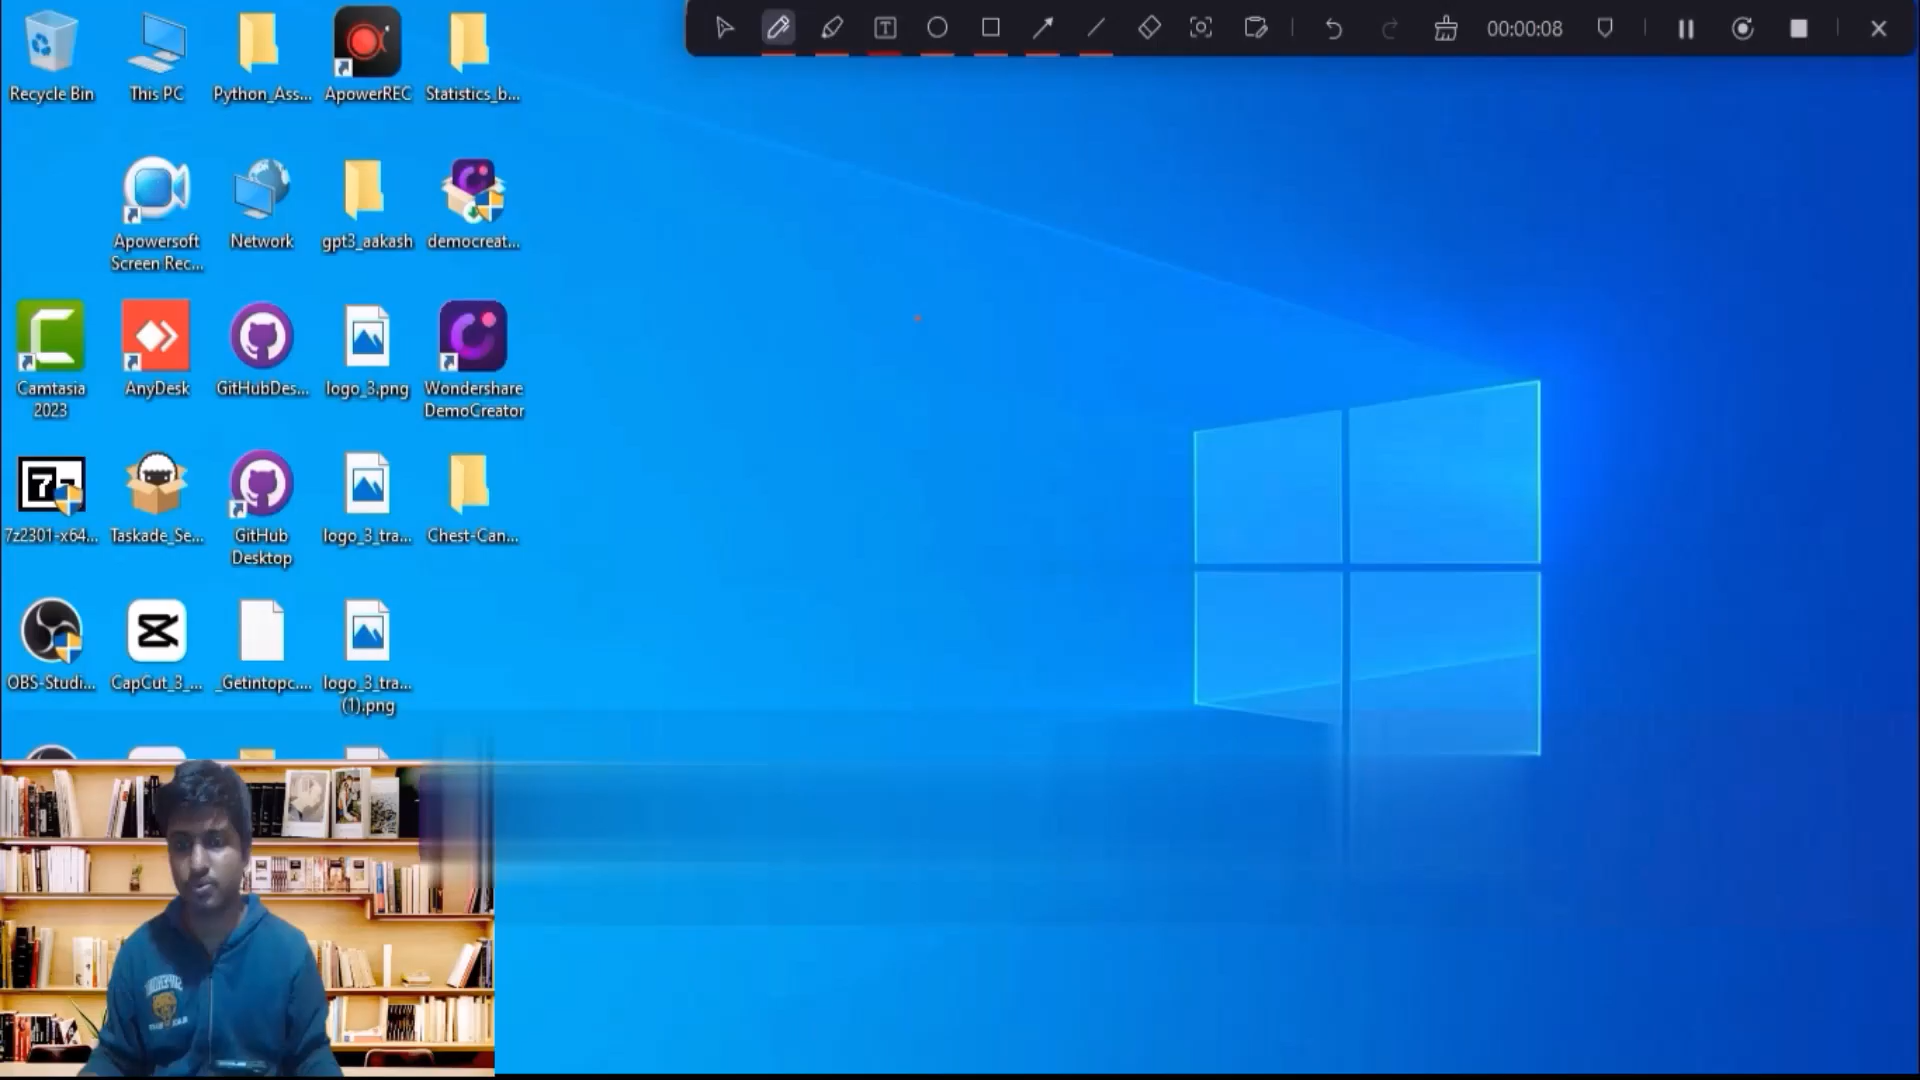 00:00:08
Recycle Bin
This PC
Python_Ass...
ApowerREC
Statistics_b...
Apowersoft
Screen Rec...
Network
gpt3_aakash
democreat...
Camtasia
2023
AnyDesk
GitHubDes...
logo_3.png
Wondershare
DemoCreator
7z2301-x64...
Taskade_Se...
GitHub
Desktop
logo_3_tra...
Chest-Can...
OBS-Studi...
CapCut_3_...
_Getintopc....
logo_3_tra...
(1).png